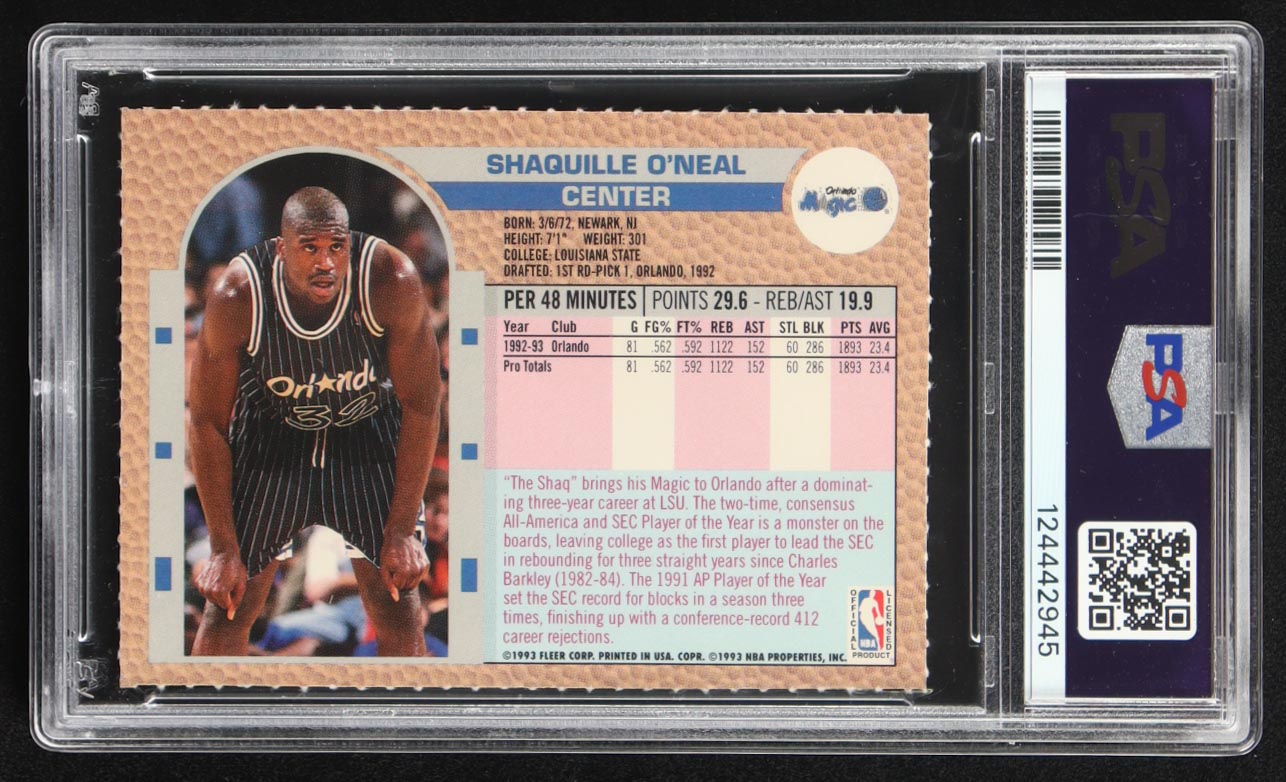 SHAQUILLE O'NEAL
CENTER
Orlando
Magic
BORN: 3/6/72, NEWARK, NJ
HEIGHT: 7'1" WEIGHT: 301
COLLEGE: LOUISIANA STATE
DRAFTED: 1ST RD-PICK 1, ORLANDO, 1992
PER 48 MINUTES POINTS 29.6 - REB/AST 19.9
Year Club G FG% FT% REB AST STL BLK PTS AVG
1992-93 Orlando 81 .562 .592 1122 152 60 286 1893 23.4
Pro Totals 81 .562 .592 1122 152 60 286 1893 23.4
"The Shaq" brings his Magic to Orlando after a dominat-
ing three-year career at LSU. The two-time, consensus
All-America and SEC Player of the Year is a monster on the
boards, leaving college as the first player to lead the SEC
in rebounding for three straight years since Charles
Barkley (1982-84). The 1991 AP Player of the Year
set the SEC record for blocks in a season three
times, finishing up with a conference-record 412
career rejections.
©1993 FLEER CORP. PRINTED IN USA. COPR. ©1993 NBA PROPERTIES, INC.
OFFICIAL
LICENSED
NBA
PRODUCT
Orlando
32
PSA
PSA
124442945